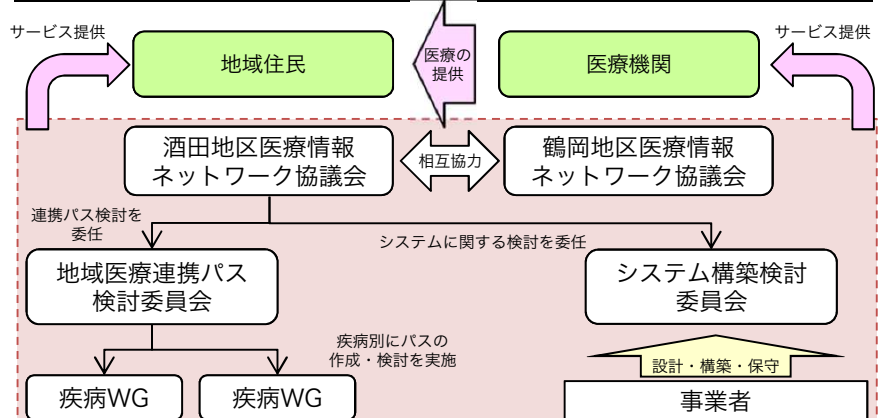 サービス提供
サービス提供
地域住民
医療の
提供
医療機関
酒田地区医療情報
ネットワーク協議会
相互協力
鶴岡地区医療情報
ネットワーク協議会
連携パス検討を
委任
システムに関する検討を委任
地域医療連携パス
検討委員会
システム構築検討
委員会
疾病別にパスの
作成・検討を実施
設計・構築・保守
疾病WG
疾病WG
事業者